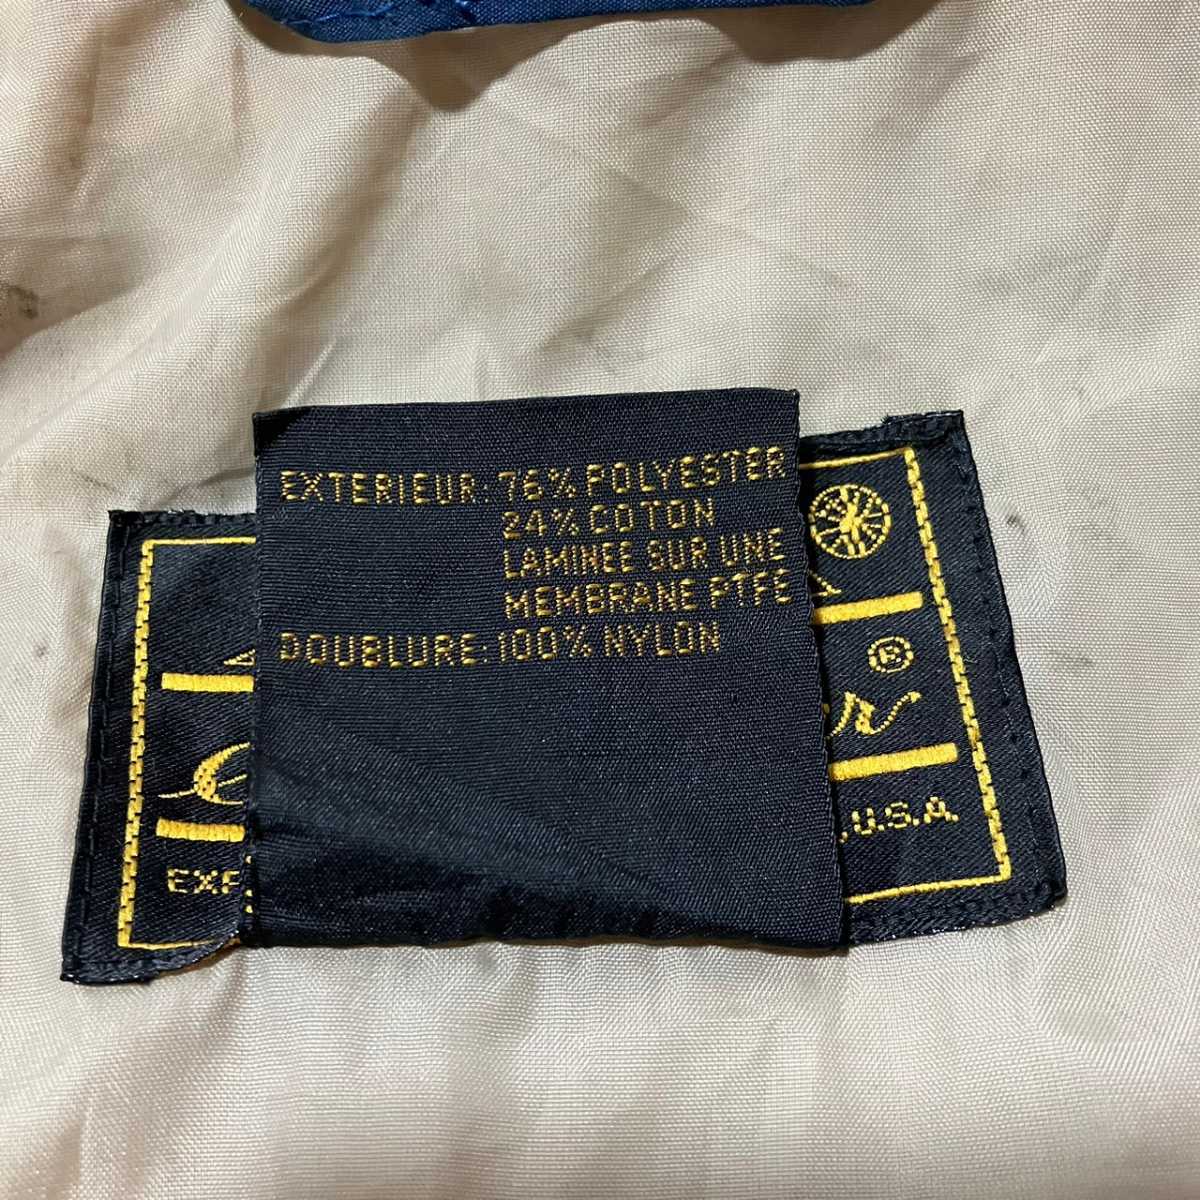 EXTERIEUR: 76% POLYESTER
24% COTON
LAMINEE SUR UNE
MEMBRANE PTFE
DOUBLURE: 100% NYLON
®
U.S.A.